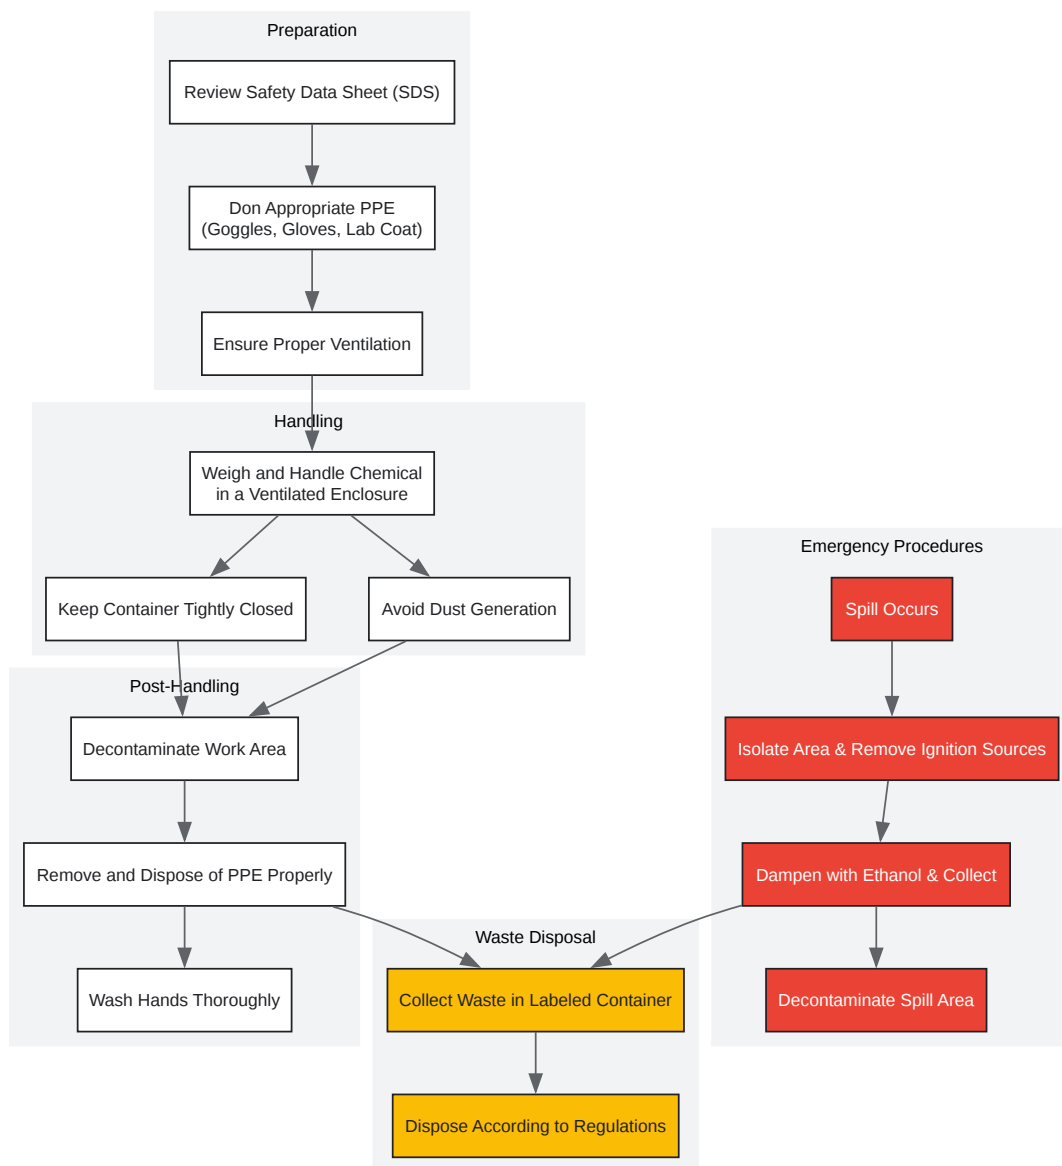 Preparation
Review Safety Data Sheet (SDS)
Don Appropriate PPE
(Goggles, Gloves, Lab Coat)
Ensure Proper Ventilation
Handling
Weigh and Handle Chemical
in a Ventilated Enclosure
Keep Container Tightly Closed
Avoid Dust Generation
Post-Handling
Decontaminate Work Area
Remove and Dispose of PPE Properly
Wash Hands Thoroughly
Emergency Procedures
Spill Occurs
Isolate Area & Remove Ignition Sources
Dampen with Ethanol & Collect
Decontaminate Spill Area
Waste Disposal
Collect Waste in Labeled Container
Dispose According to Regulations